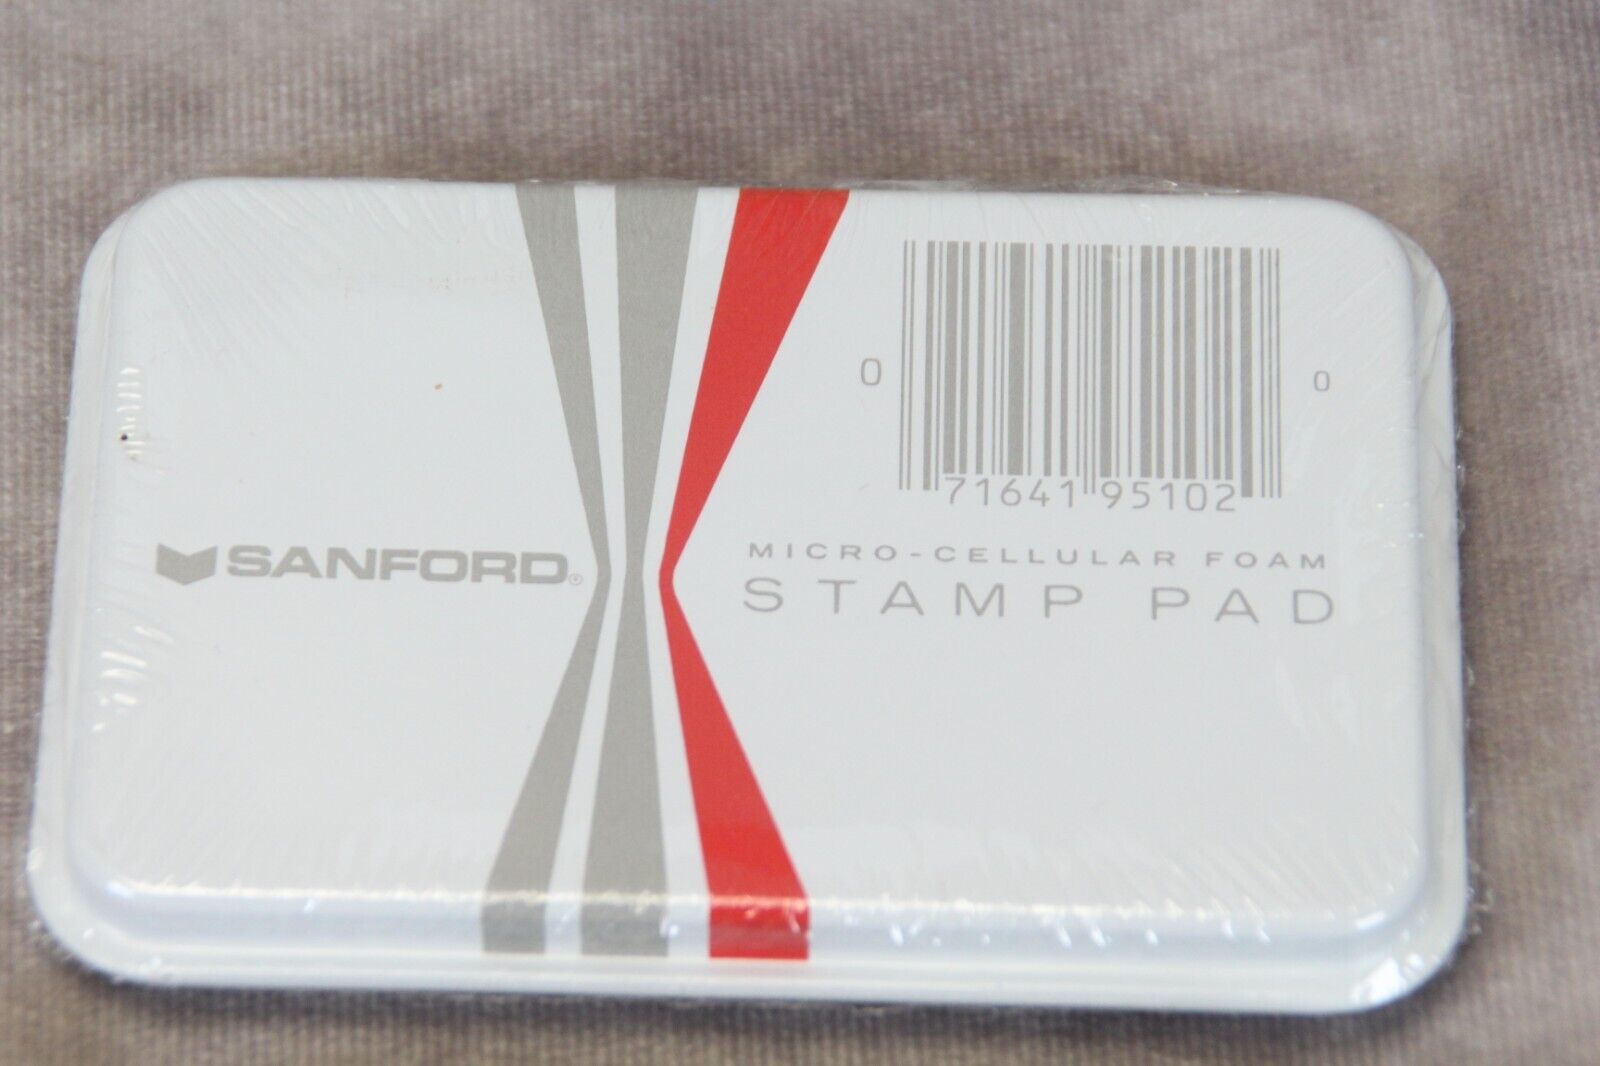 0 71641 95102 0
SANFORD®
MICRO-CELLULAR FOAM
STAMP PAD